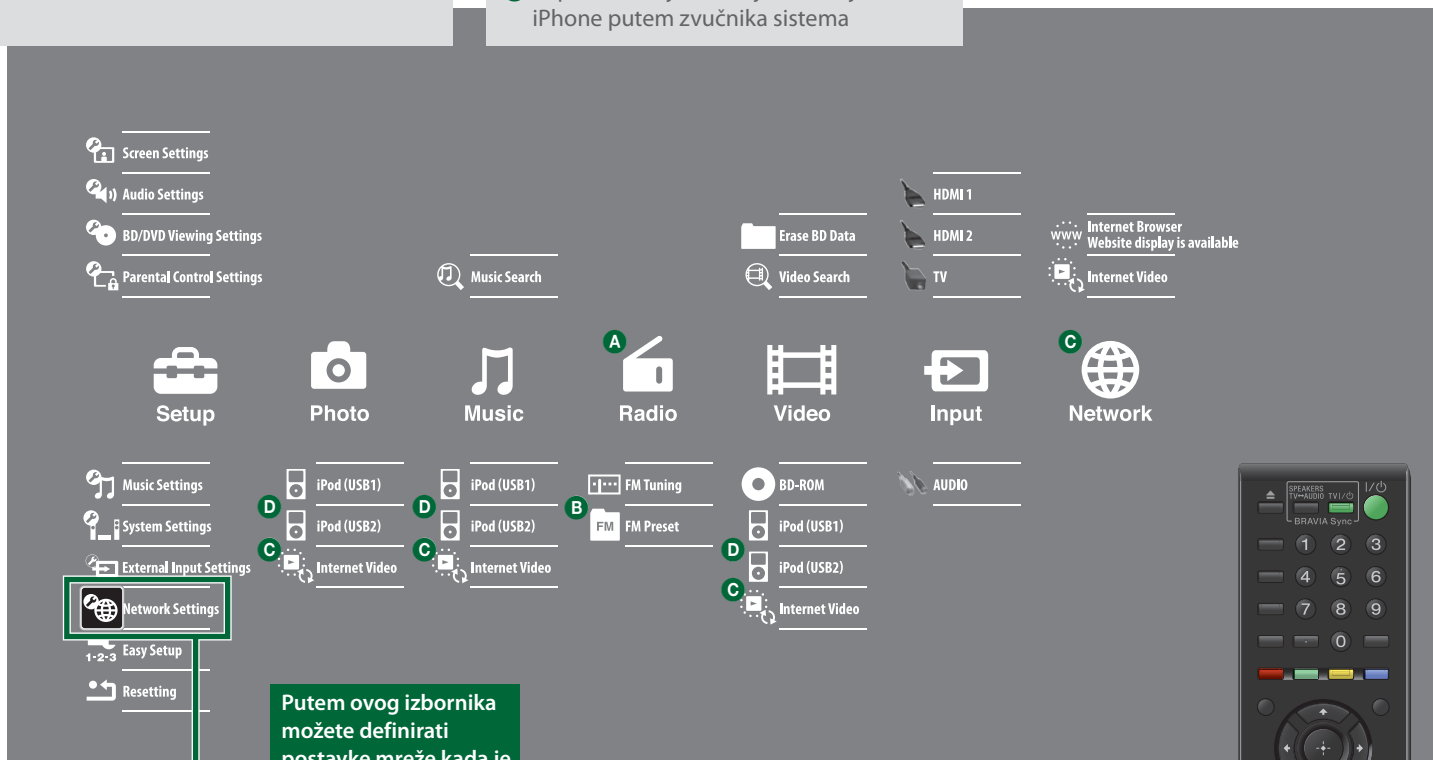 iPhone putem zvučnika sistema
Screen Settings
Audio Settings
BD/DVD Viewing Settings
Parental Control Settings
Music Search
Erase BD Data
Video Search
HDMI 1
HDMI 2
TV
www Internet Browser
Website display is available
Internet Video
A
C
Setup
Photo
Music
Radio
Video
Input
Network
Music Settings
System Settings
External Input Settings
Network Settings
1-2-3 Easy Setup
Resetting
iPod (USB1)
D
iPod (USB2)
C
Internet Video
iPod (USB1)
D
iPod (USB2)
C
Internet Video
FM Tuning
B
FM FM Preset
BD-ROM
iPod (USB1)
D
iPod (USB2)
C
Internet Video
AUDIO
Putem ovog izbornika
možete definirati
postavke mreže kada je
SPEAKERS
TV↔AUDIO TV I/⏻ I/⏻
BRAVIA Sync
1 2 3
4 5 6
7 8 9
· 0